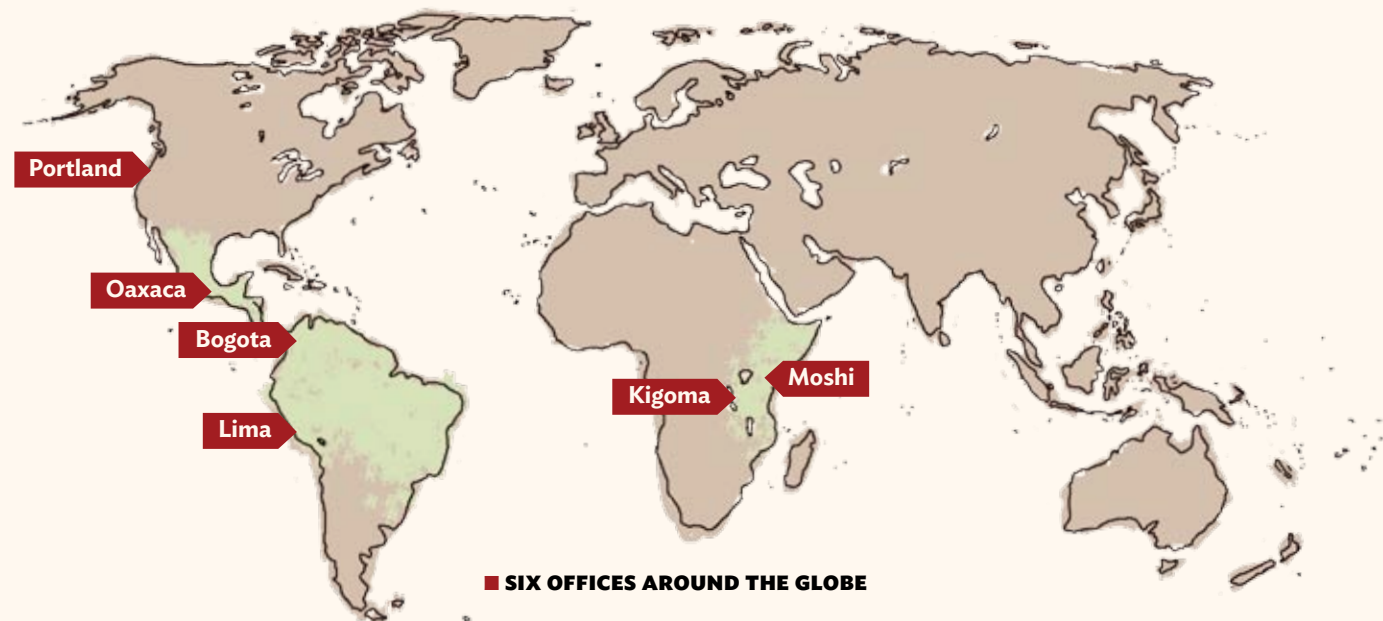 Portland
Oaxaca
Bogota
Lima
Kigoma
Moshi
SIX OFFICES AROUND THE GLOBE